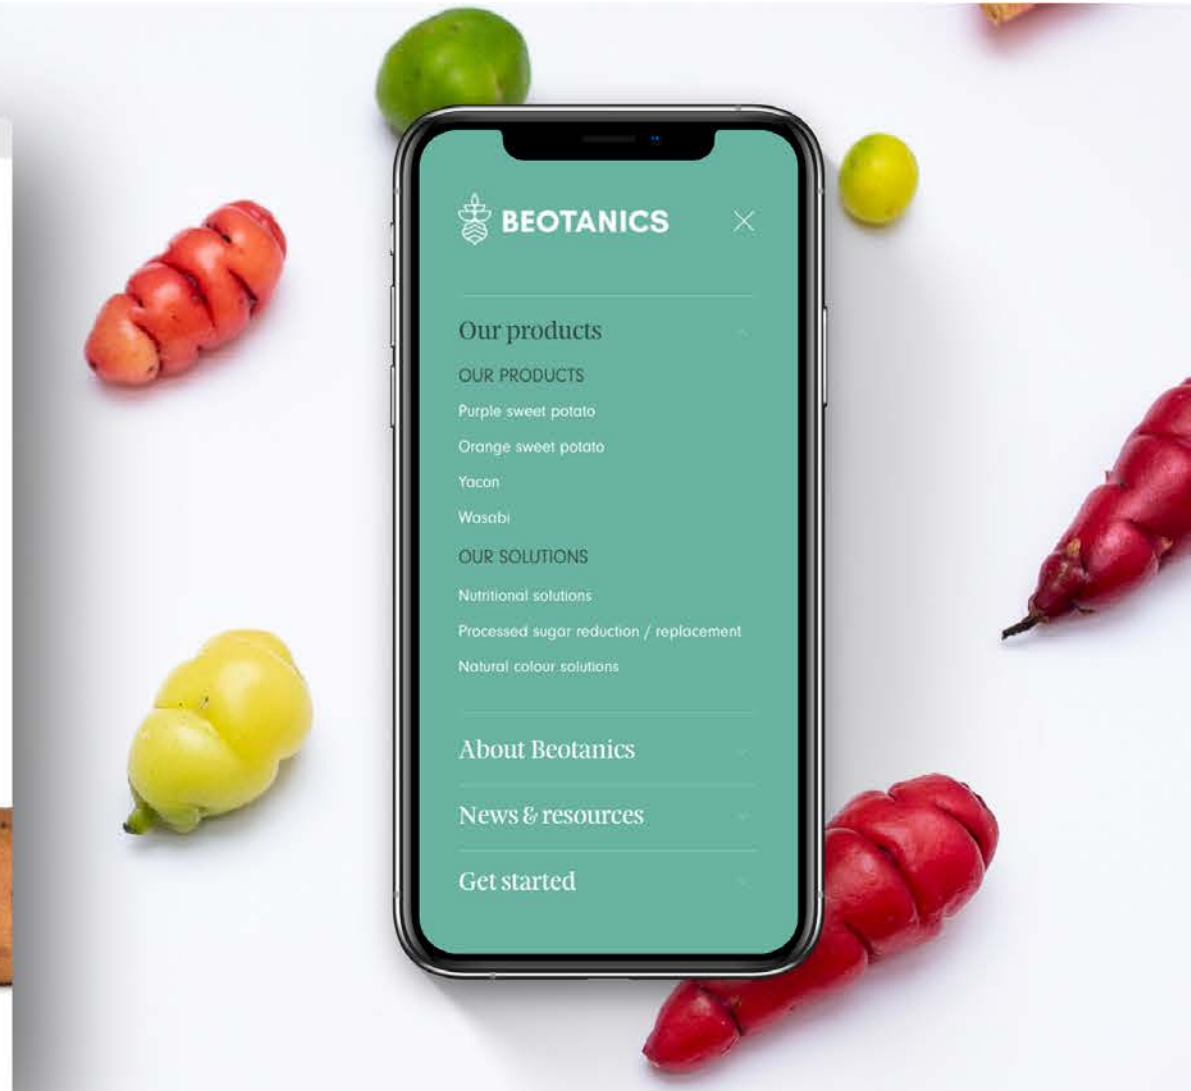 BEOTANICS
Our products
OUR PRODUCTS
Purple sweet potato
Orange sweet potato
Yacon
Wasabi
OUR SOLUTIONS
Nutritional solutions
Processed sugar reduction / replacement
Natural colour solutions
About Beotanics
News & resources
Get started